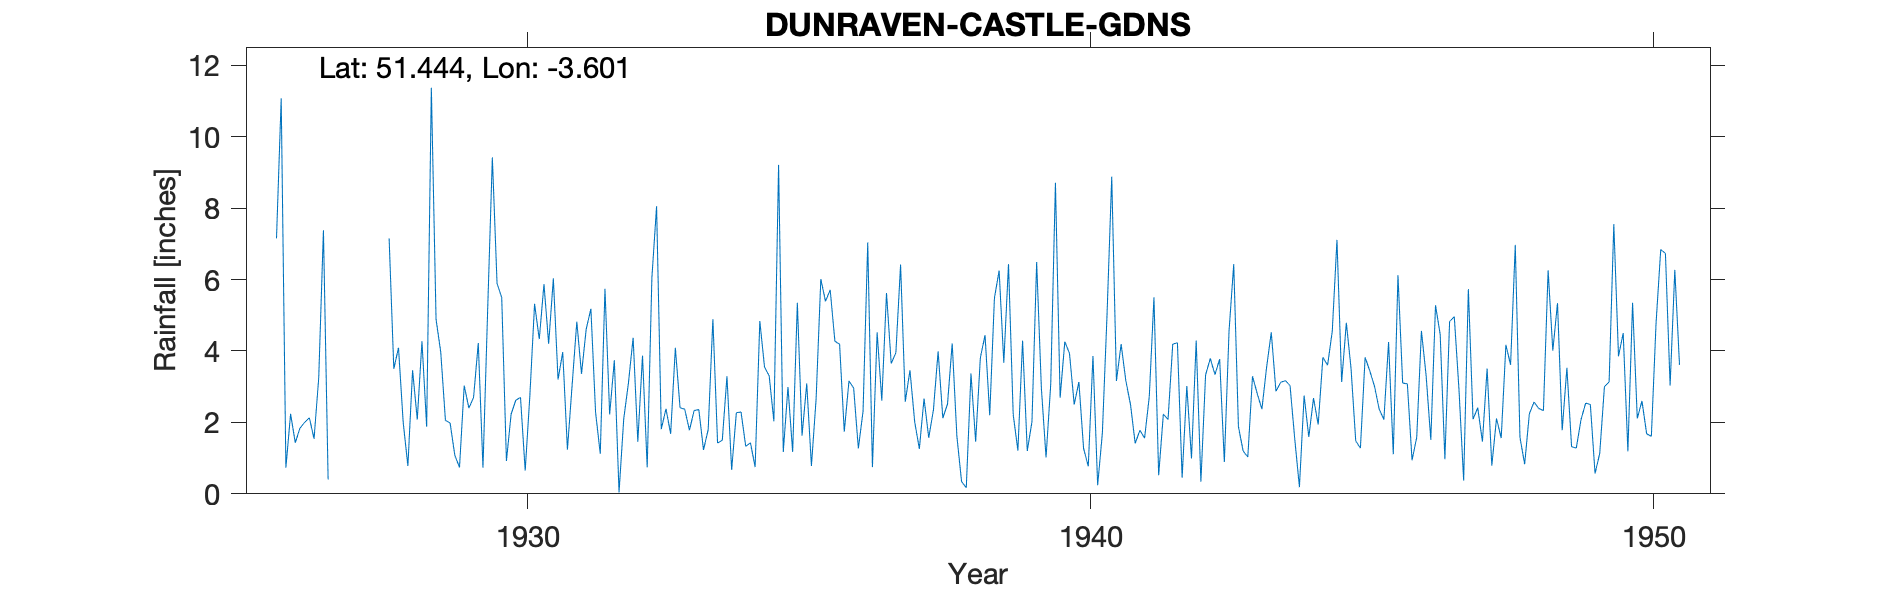 DUNRAVEN-CASTLE-GDNS
Lat: 51.444, Lon: -3.601
Rainfall [inches]
12
10
8
6
4
2
0
1930
1940
1950
Year